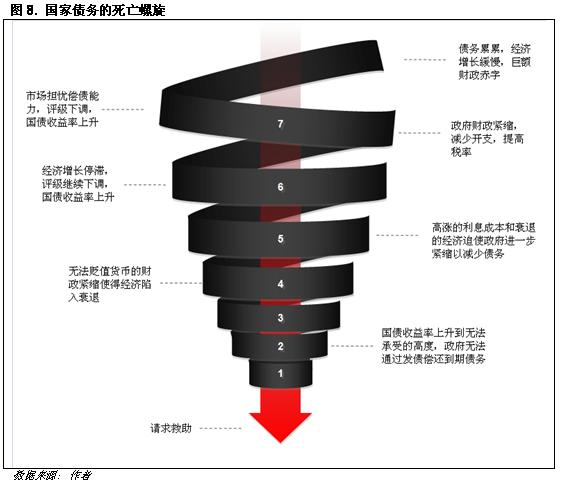 图 8. 国家债务的死亡螺旋
债务累累，经济
增长缓慢，巨额
财政赤字
市场担忧偿债能
力，评级下调，
国债收益率上升
7
政府财政紧缩，
减少开支，提高
税率
经济增长停滞，
评级继续下调，
国债收益率上升
6
5
高涨的利息成本和衰退
的经济迫使政府进一步
紧缩以减少债务
无法贬值货币的财
政紧缩使得经济陷
入衰退
4
3
2
国债收益率上升到无法
承受的高度，政府无法
通过发债偿还到期债务
1
请求救助
数据来源：作者